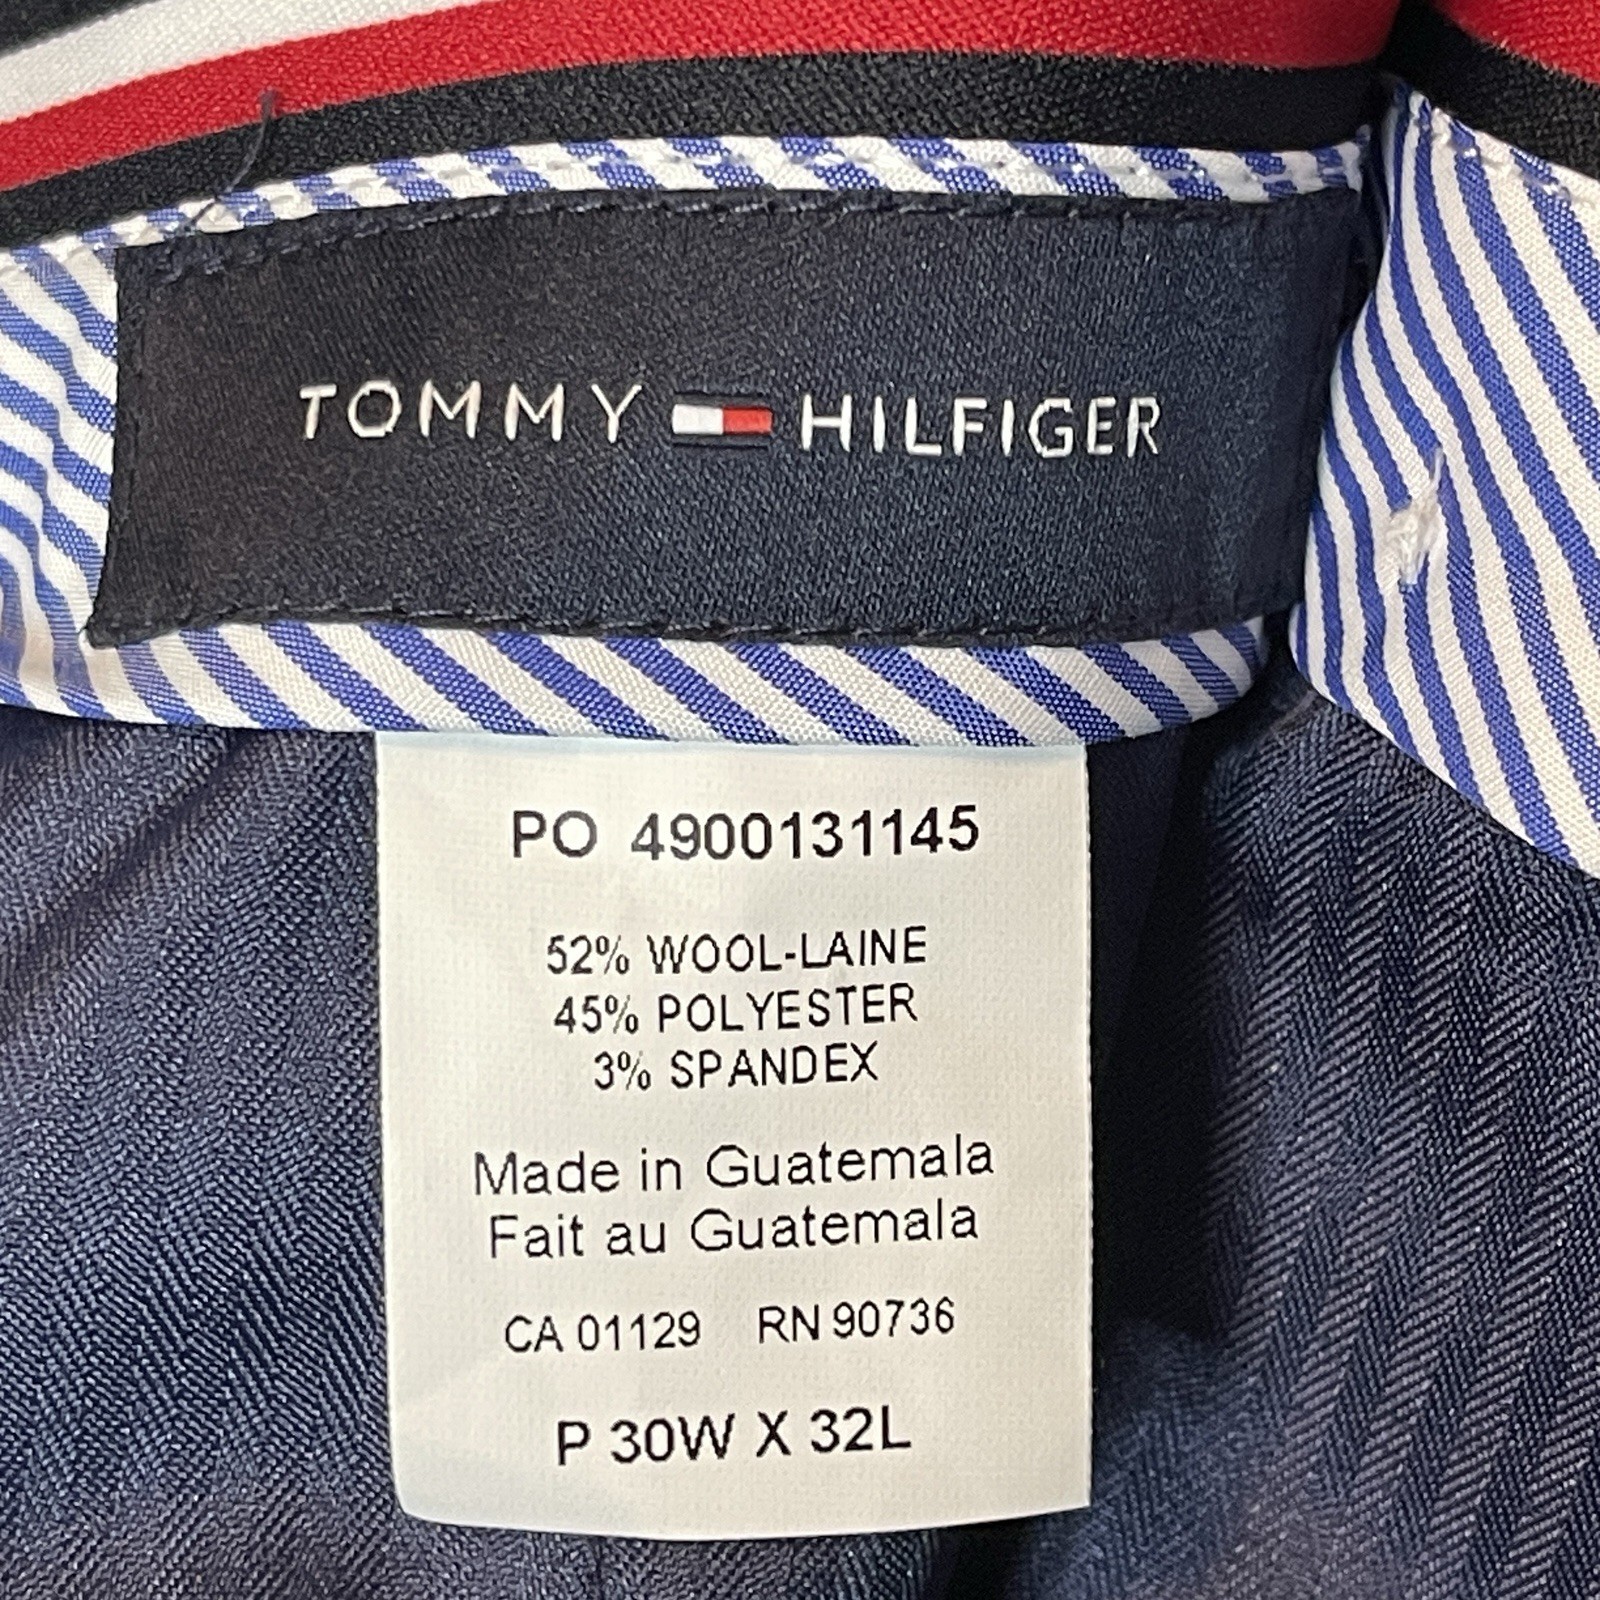 TOMMY HILFIGER
PO 4900131145
52% WOOL-LAINE
45% POLYESTER
3% SPANDEX
Made in Guatemala
Fait au Guatemala
CA 01129 RN 90736
P 30W X 32L